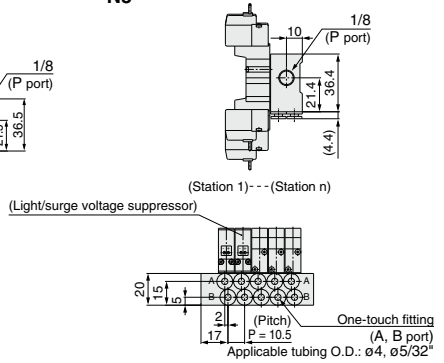 1/8
(P port)
10
1/8
(P port)
36.5
21.4
36.4
(4.4)
(Station 1)---(Station n)
(Light/surge voltage suppressor)
A
A
B
B
20
15
5
2
17
(Pitch)
P = 10.5
One-touch fitting
(A, B port)
Applicable tubing O.D.: ø4, ø5/32"